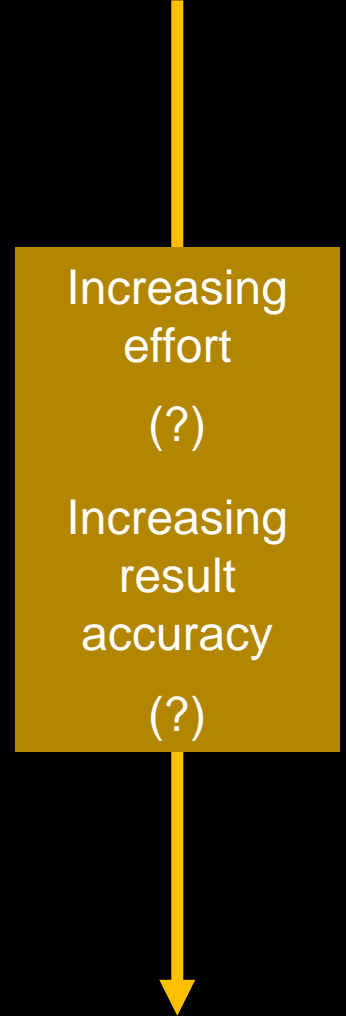 Increasing
effort
(?)
Increasing
result
accuracy
(?)